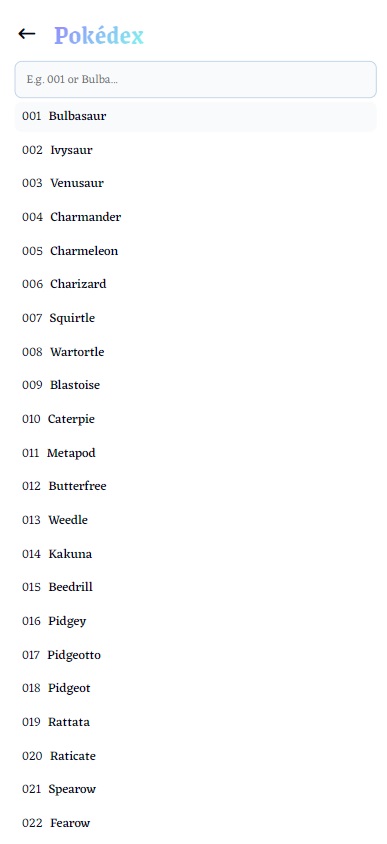 Pokédex
E.g. 001 or Bulba...
001 Bulbasaur
002 Ivysaur
003 Venusaur
004 Charmander
005 Charmeleon
006 Charizard
007 Squirtle
008 Wartortle
009 Blastoise
010 Caterpie
011 Metapod
012 Butterfree
013 Weedle
014 Kakuna
015 Beedrill
016 Pidgey
017 Pidgeotto
018 Pidgeot
019 Rattata
020 Raticate
021 Spearow
022 Fearow